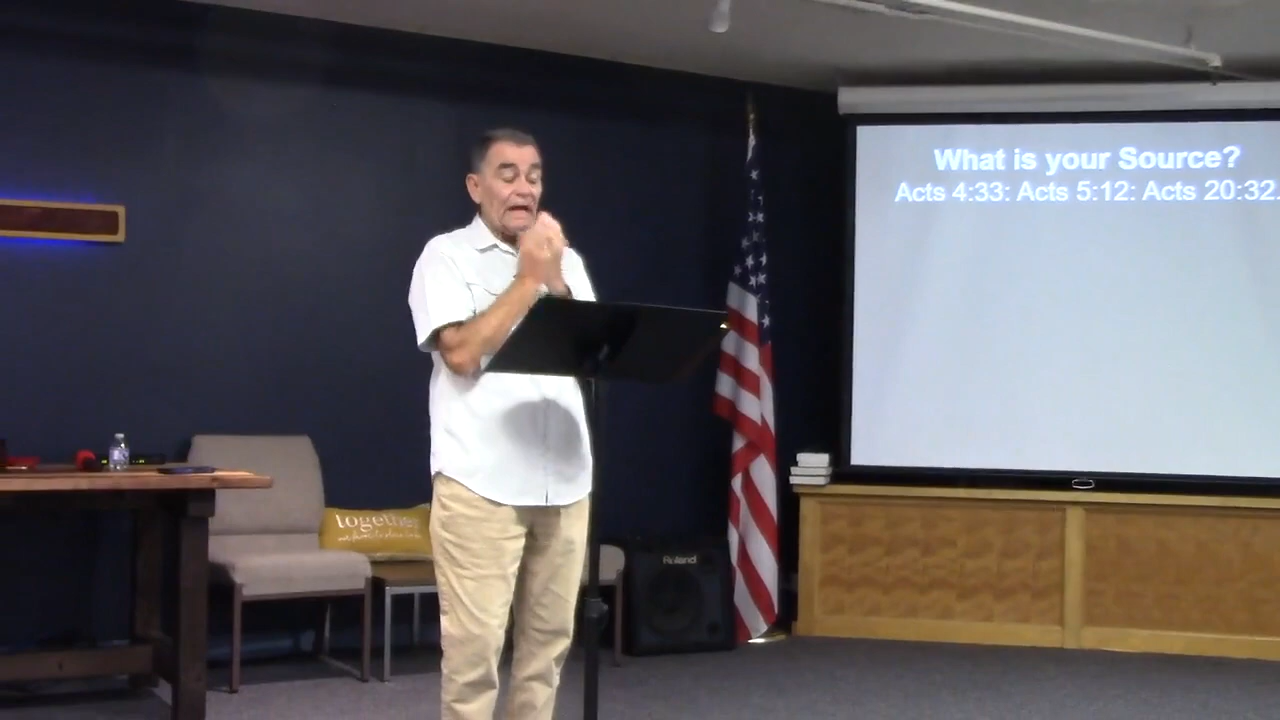 What is your Source?
Acts 4:33: Acts 5:12: Acts 20:32.
together
Roland